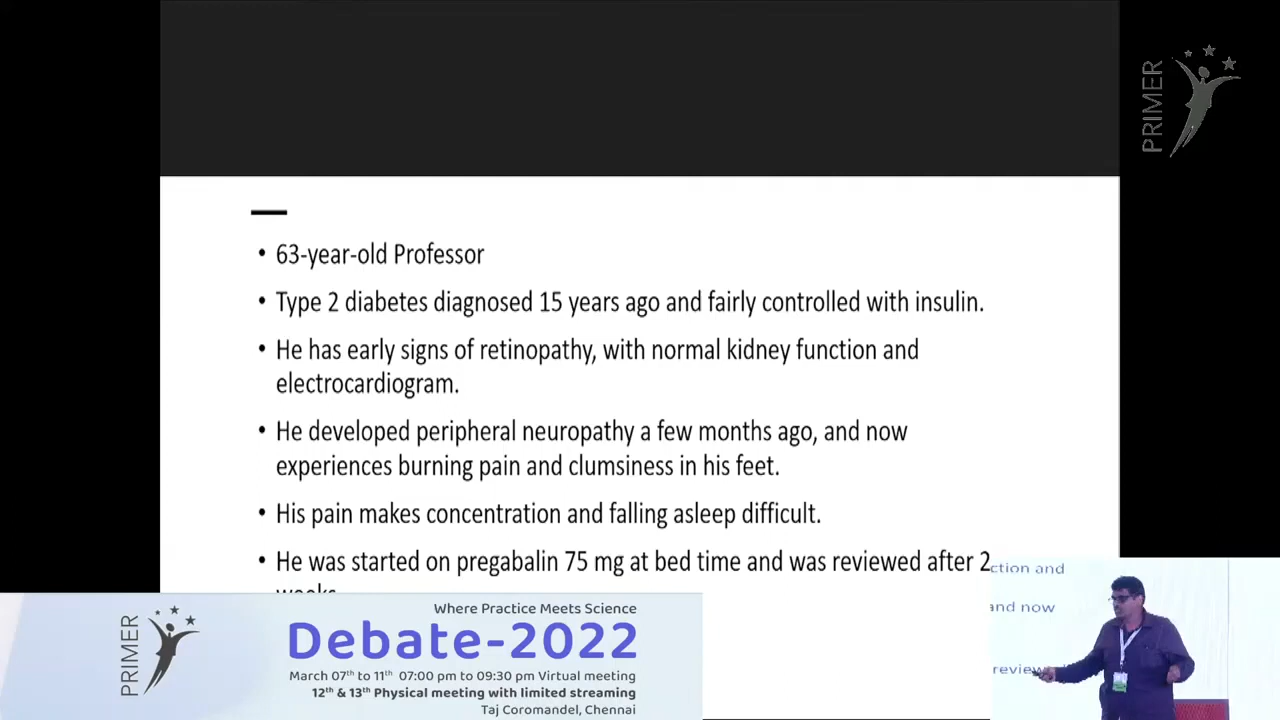 PRIMER
• 63-year-old Professor
• Type 2 diabetes diagnosed 15 years ago and fairly controlled with insulin.
• He has early signs of retinopathy, with normal kidney function and
electrocardiogram.
• He developed peripheral neuropathy a few months ago, and now
experiences burning pain and clumsiness in his feet.
• His pain makes concentration and falling asleep difficult.
• He was started on pregabalin 75 mg at bed time and was reviewed after 2
weeks
ction and
and now
review
PRIMER
Where Practice Meets Science
Debate-2022
March 07th to 11th 07:00 pm to 09:30 pm Virtual meeting
12th & 13th Physical meeting with limited streaming
Taj Coromandel, Chennai